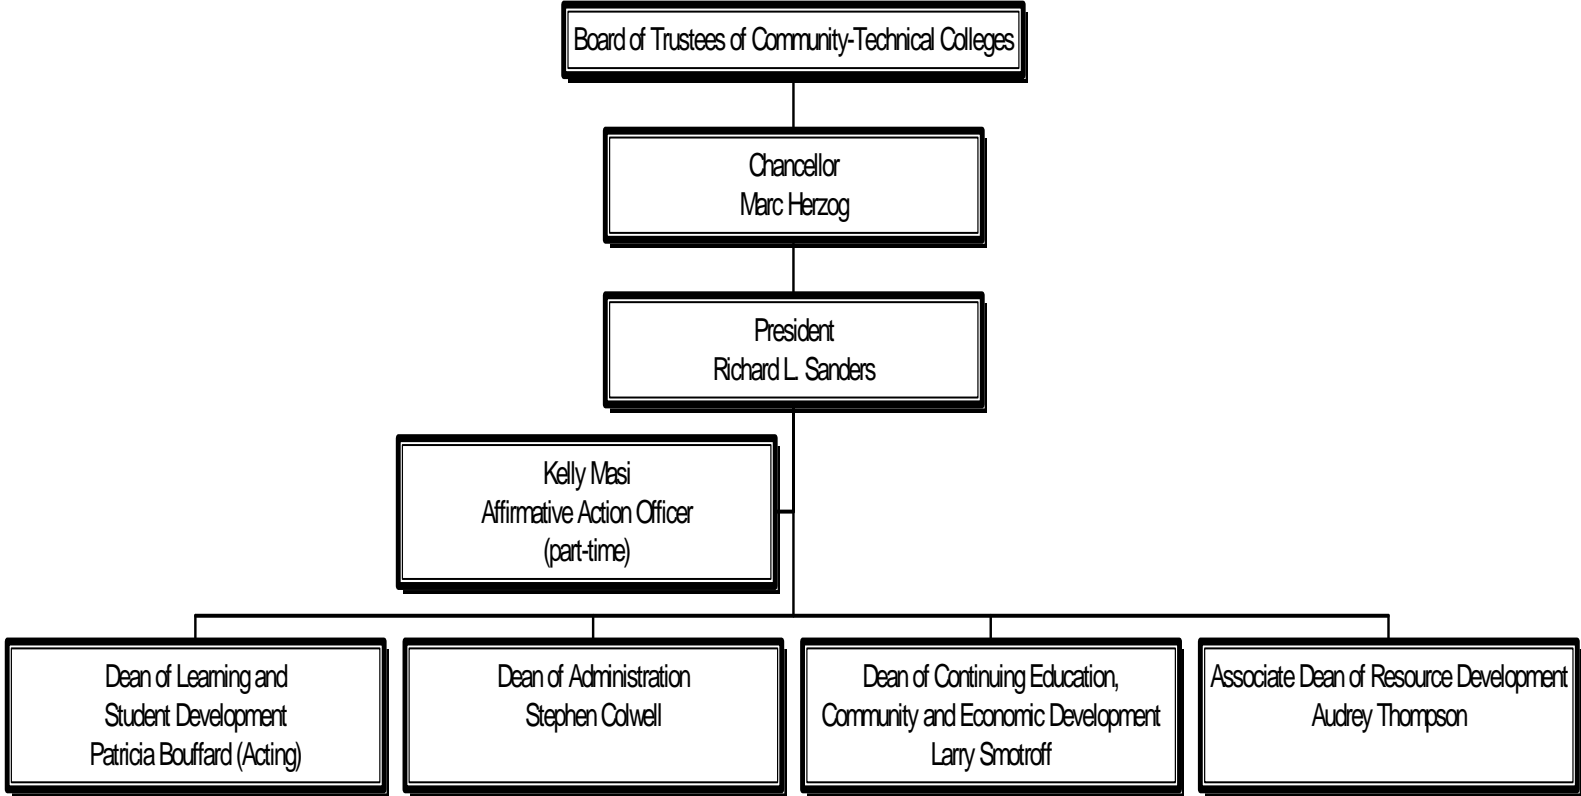 Board of Trustees of Community-Technical Colleges
Chancellor
Marc Herzog
President
Richard L. Sanders
Kelly Masi
Affirmative Action Officer
(part-time)
Dean of Learning and
Student Development
Patricia Bouffard (Acting)
Dean of Administration
Stephen Colwell
Dean of Continuing Education,
Community and Economic Development
Larry Smotroff
Associate Dean of Resource Development
Audrey Thompson